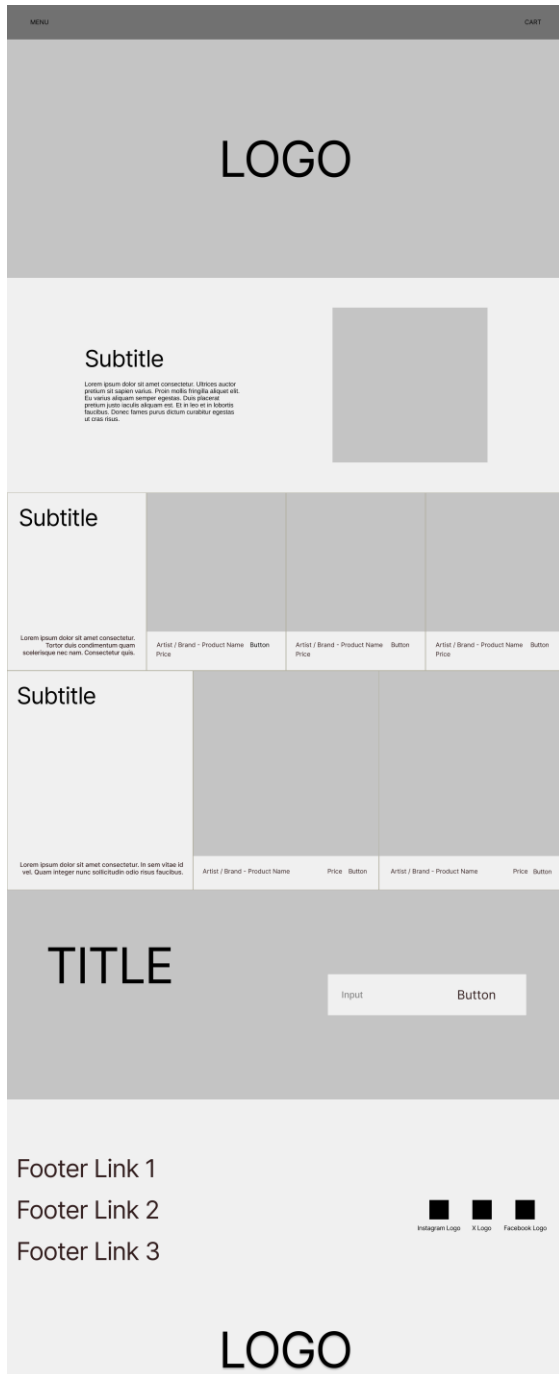 MENU
CART
LOGO
Subtitle
Lorem ipsum dolor sit amet consectetur. Ultrices auctor
pretium sit sapien varius. Proin mollis fringilla aliquet elit.
Eu varius aliquam semper egestas. Duis placerat
pretium justo iaculis aliquam est. Et in leo et in lobortis
faucibus. Donec fames purus dictum curabitur egestas
ut cras risus.
Subtitle
Lorem ipsum dolor sit amet consectetur.
Tortor duis condimentum quam
scelerisque nec nam. Consectetur quis.
Artist / Brand - Product Name Button
Price
Artist / Brand - Product Name Button
Price
Artist / Brand - Product Name Button
Price
Subtitle
Lorem ipsum dolor sit amet consectetur. In sem vitae id
vel. Quam integer nunc sollicitudin odio risus faucibus.
Artist / Brand - Product Name Price Button
Artist / Brand - Product Name Price Button
TITLE
Input Button
Footer Link 1
Footer Link 2
Footer Link 3
Instagram Logo X Logo Facebook Logo
LOGO